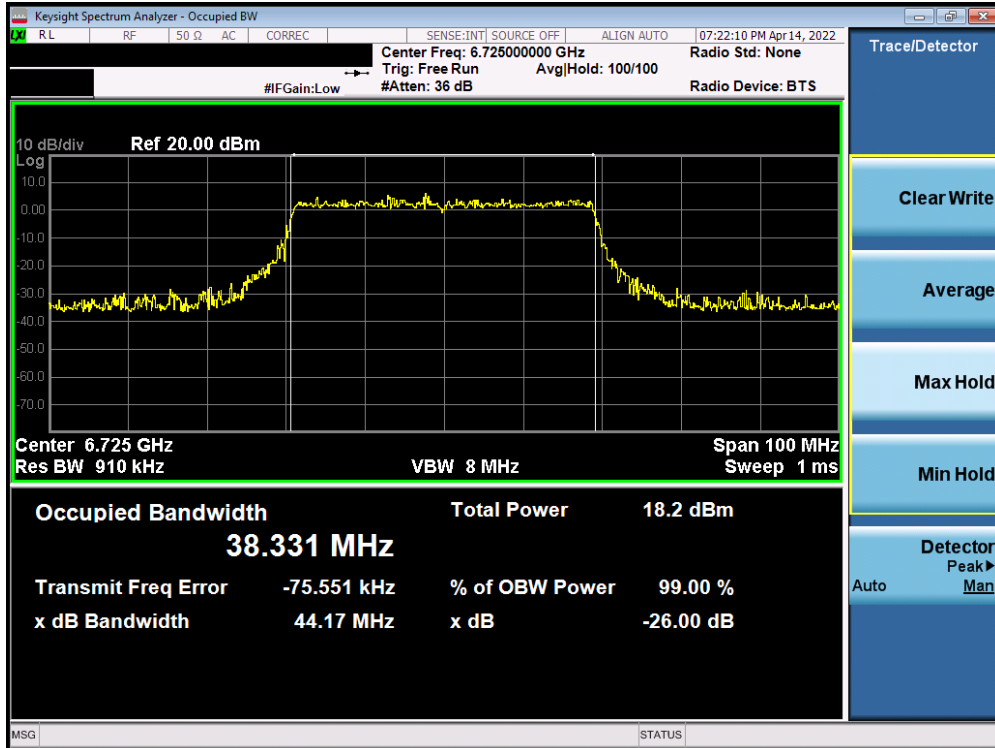 Keysight Spectrum Analyzer - Occupied BW
LXI RL RF 50 Ω AC CORREC SENSE:INT SOURCE OFF ALIGN AUTO 07:22:10 PM Apr 14, 2022
Center Freq: 6.725000000 GHz Radio Std: None
Trig: Free Run Avg|Hold: 100/100
#IFGain:Low #Atten: 36 dB Radio Device: BTS
10 dB/div Ref 20.00 dBm
Log
10.0
0.00
-10.0
-20.0
-30.0
-40.0
-50.0
-60.0
-70.0
Center 6.725 GHz Span 100 MHz
Res BW 910 kHz VBW 8 MHz Sweep 1 ms
Occupied Bandwidth Total Power 18.2 dBm
38.331 MHz
Transmit Freq Error -75.551 kHz % of OBW Power 99.00 %
x dB Bandwidth 44.17 MHz x dB -26.00 dB
MSG STATUS
Trace/Detector
Clear Write
Average
Max Hold
Min Hold
Detector
Peak▶
Auto Man